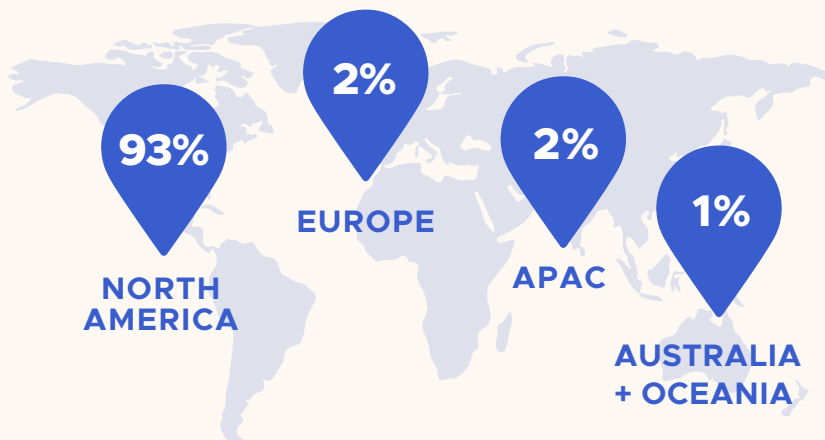 93%
NORTH
AMERICA
2%
EUROPE
2%
APAC
1%
AUSTRALIA
+ OCEANIA